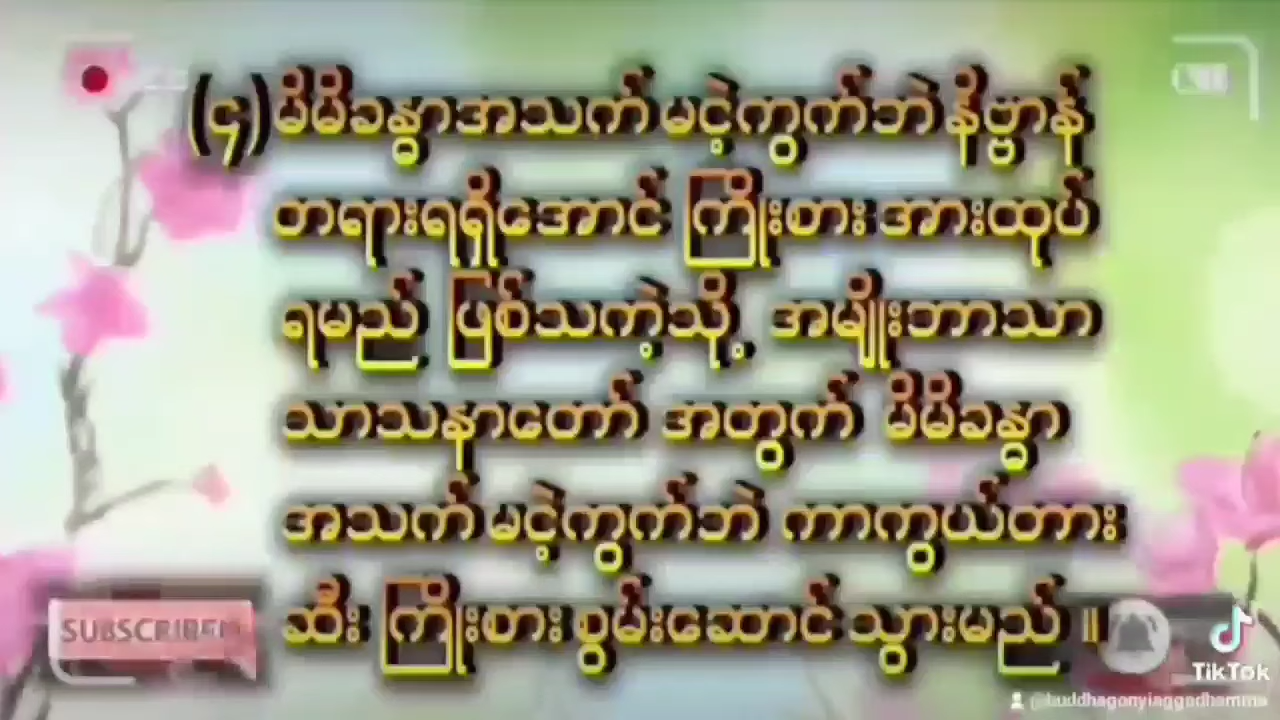 (၄) မိမိခန္ဓာအသက် မငဲ့ကွက်ဘဲ နိဗ္ဗာန်
တရားရရှိအောင် ကြိုးစား အားထုပ်
ရမည် ဖြစ်သကဲ့သို့ အမျိုးဘာသာ
သာသနာတော် အတွက် မိမိခန္ဓာ
အသက် မငဲ့ကွက်ဘဲ ကာကွယ်တား
ဆီး ကြိုးစား စွမ်းဆောင် သွားမည် ။
SUBSCRIBED
TikTok